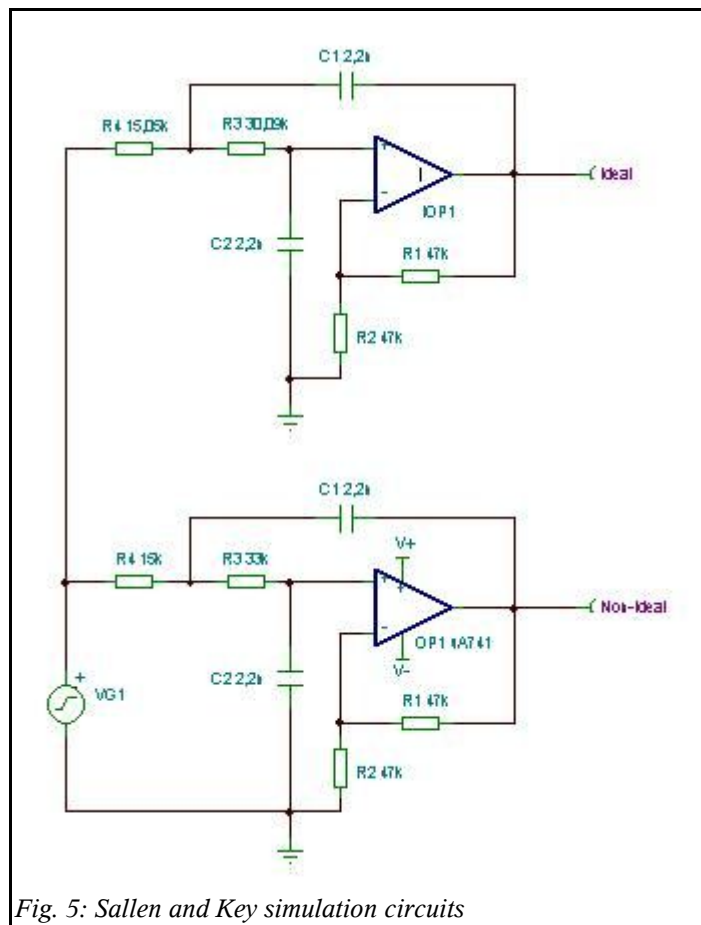 C1 2,2n
R4 15,05k
R3 30,09k
+
I
Ideal
-
IOP1
C2 2,2n
R1 47k
R2 47k
C1 2,2n
R4 15k
R3 33k
V+
+
+
Non-Ideal
-
OP1 uA741
V-
C2 2,2n
+
VG1
R1 47k
R2 47k
Fig. 5: Sallen and Key simulation circuits